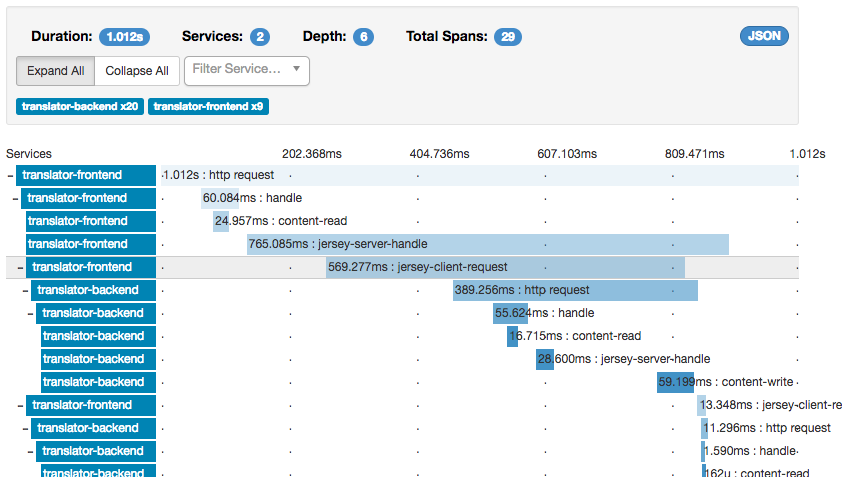 Duration: 1.012s Services: 2 Depth: 6 Total Spans: 29 JSON
Expand All Collapse All Filter Service...
translator-backend x20 translator-frontend x9
Services 202.368ms 404.736ms 607.103ms 809.471ms 1.012s
- translator-frontend 1.012s : http request
- translator-frontend 60.084ms : handle
translator-frontend 24.957ms : content-read
translator-frontend 765.085ms : jersey-server-handle
- translator-frontend 569.277ms : jersey-client-request
- translator-backend 389.256ms : http request
- translator-backend 55.624ms : handle
translator-backend 16.715ms : content-read
translator-backend 28.600ms : jersey-server-handle
translator-backend 59.199ms : content-write
- translator-frontend 13.348ms : jersey-client-re
- translator-backend 11.296ms : http request
- translator-backend 1.590ms : handle
translator-backend 162u : content-read